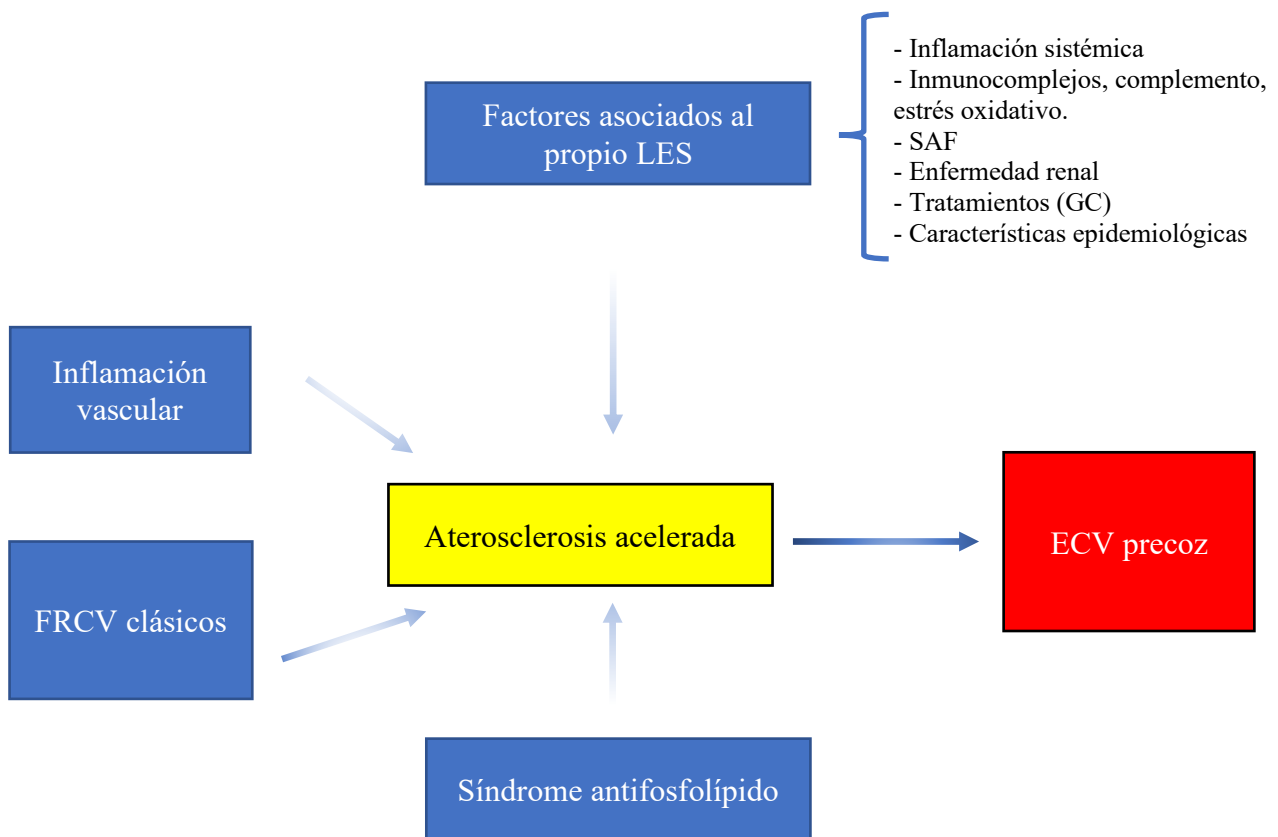 Factores asociados al
propio LES
- Inflamación sistémica
- Inmunocomplejos, complemento,
estrés oxidativo.
- SAF
- Enfermedad renal
- Tratamientos (GC)
- Características epidemiológicas
Inflamación
vascular
Aterosclerosis acelerada
ECV precoz
FRCV clásicos
Síndrome antifosfolípido